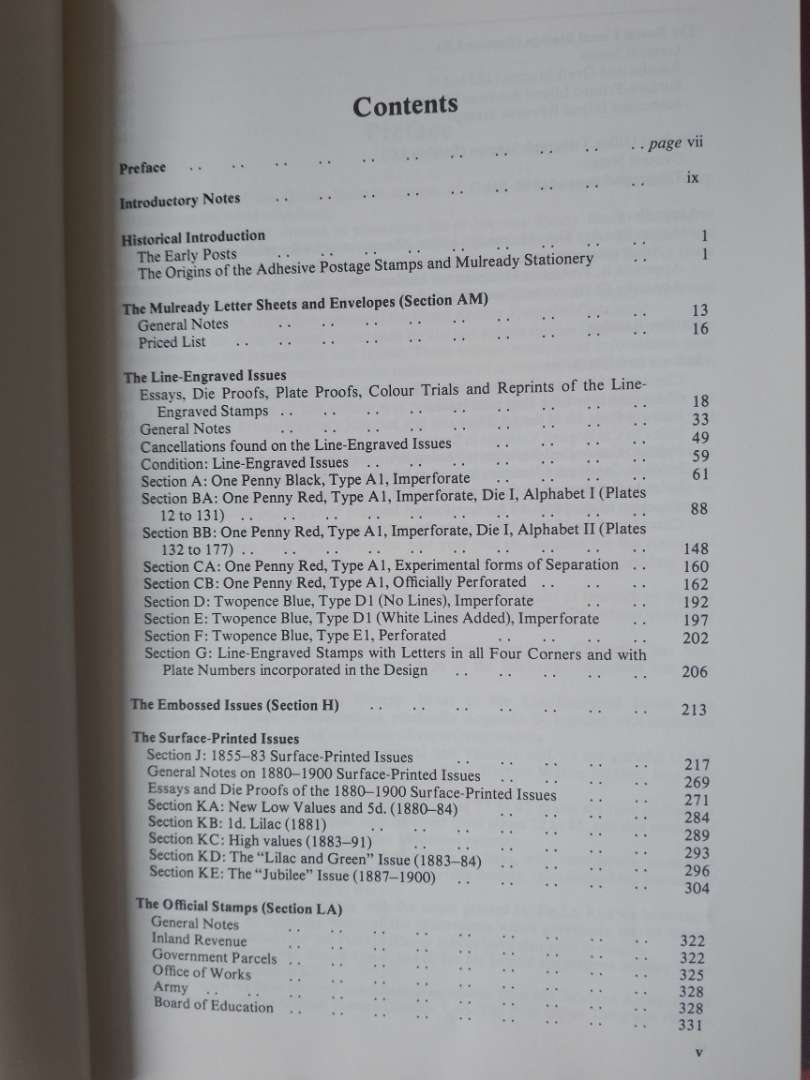 Contents
Preface .. .. .. .. .. .. .. .. .. .. .. page vii
Introductory Notes .. .. .. .. .. .. .. .. .. ix
Historical Introduction
The Early Posts .. .. .. .. .. .. .. .. .. 1
The Origins of the Adhesive Postage Stamps and Mulready Stationery .. 1
The Mulready Letter Sheets and Envelopes (Section AM)
General Notes .. .. .. .. .. .. .. .. .. 13
Priced List .. .. .. .. .. .. .. .. .. .. 16
The Line-Engraved Issues
Essays, Die Proofs, Plate Proofs, Colour Trials and Reprints of the Line-
Engraved Stamps .. .. .. .. .. .. .. .. .. 18
General Notes .. .. .. .. .. .. .. .. .. 33
Cancellations found on the Line-Engraved Issues .. .. .. .. 49
Condition: Line-Engraved Issues .. .. .. .. .. .. .. 59
Section A: One Penny Black, Type A1, Imperforate .. .. .. .. 61
Section BA: One Penny Red, Type A1, Imperforate, Die I, Alphabet I (Plates
12 to 131) .. .. .. .. .. .. .. .. .. .. 88
Section BB: One Penny Red, Type A1, Imperforate, Die I, Alphabet II (Plates
132 to 177) .. .. .. .. .. .. .. .. .. .. 148
Section CA: One Penny Red, Type A1, Experimental forms of Separation .. 160
Section CB: One Penny Red, Type A1, Officially Perforated .. .. .. 162
Section D: Twopence Blue, Type D1 (No Lines), Imperforate .. .. 192
Section E: Twopence Blue, Type D1 (White Lines Added), Imperforate .. 197
Section F: Twopence Blue, Type E1, Perforated .. .. .. .. 202
Section G: Line-Engraved Stamps with Letters in all Four Corners and with
Plate Numbers incorporated in the Design .. .. .. .. .. 206
The Embossed Issues (Section H) .. .. .. .. .. .. .. 213
The Surface-Printed Issues
Section J: 1855–83 Surface-Printed Issues .. .. .. .. .. 217
General Notes on 1880–1900 Surface-Printed Issues .. .. .. .. 269
Essays and Die Proofs of the 1880–1900 Surface-Printed Issues .. .. 271
Section KA: New Low Values and 5d. (1880–84) .. .. .. .. 284
Section KB: 1d. Lilac (1881) .. .. .. .. .. .. .. 289
Section KC: High values (1883–91) .. .. .. .. .. .. 293
Section KD: The “Lilac and Green” Issue (1883–84) .. .. .. .. 296
Section KE: The “Jubilee” Issue (1887–1900) .. .. .. .. .. 304
The Official Stamps (Section LA)
General Notes .. .. .. .. .. .. .. .. .. 322
Inland Revenue .. .. .. .. .. .. .. .. .. 322
Government Parcels .. .. .. .. .. .. .. .. .. 325
Office of Works .. .. .. .. .. .. .. .. .. 328
Army .. .. .. .. .. .. .. .. .. .. .. 328
Board of Education .. .. .. .. .. .. .. .. .. 331
v